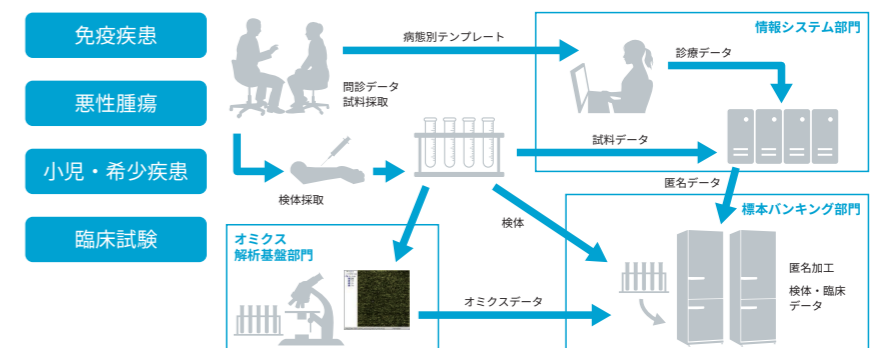 免疫疾患
悪性腫瘍
小児・希少疾患
臨床試験
病態別テンプレート
問診データ
試料採取
検体採取
情報システム部門
診療データ
試料データ
匿名データ
検体
標本バンキング部門
匿名加工
検体・臨床
データ
オミクス
解析基盤部門
オミクスデータ